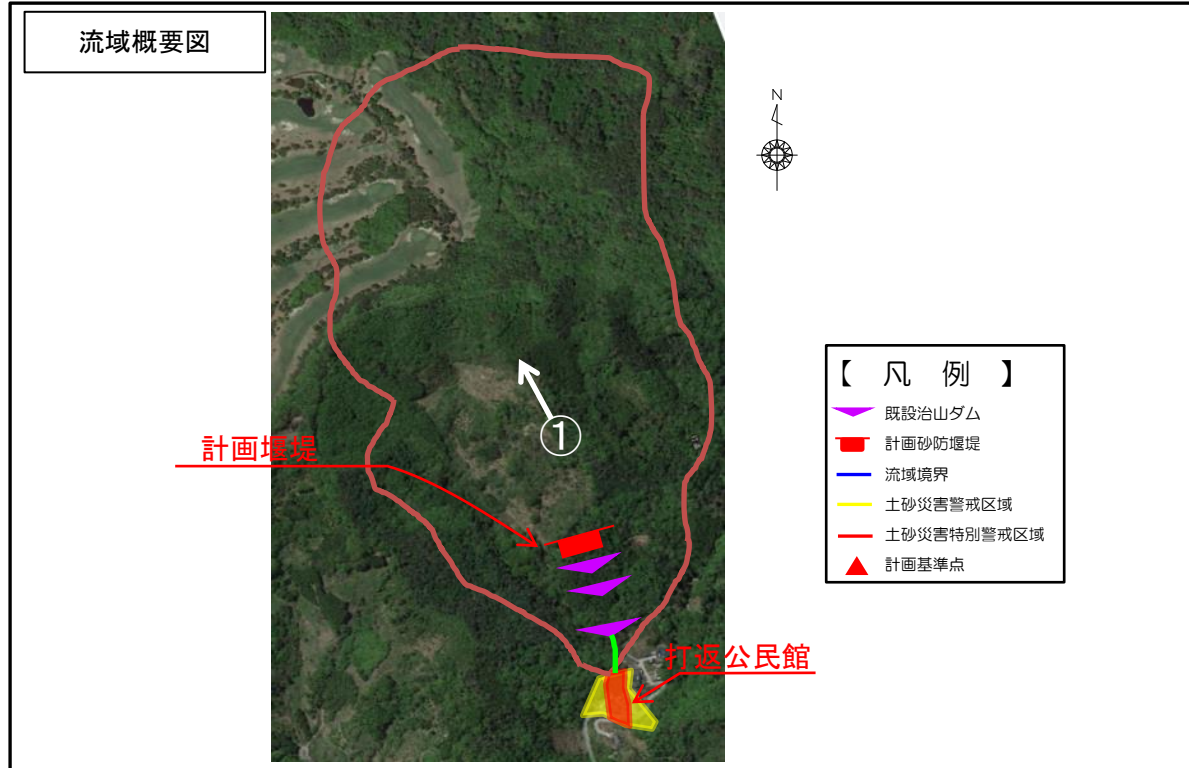 流域概要図
N
①
計画堰堤
打返公民館
【 凡 例 】
既設治山ダム
計画砂防堰堤
流域境界
土砂災害警戒区域
土砂災害特別警戒区域
計画基準点